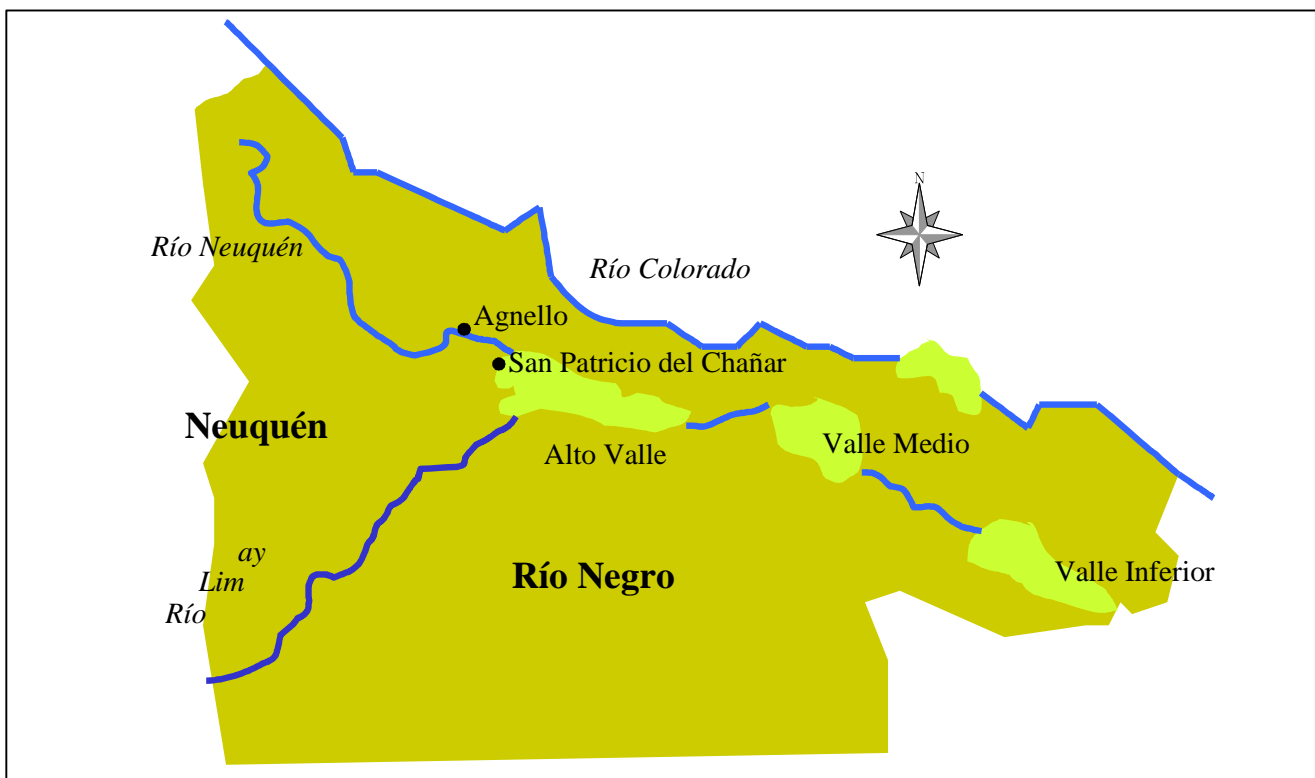 N
Río Neuquén
Río Colorado
Agnello
San Patricio del Chañar
Neuquén
Alto Valle
Valle Medio
ay
Lim
Río
Río Negro
Valle Inferior